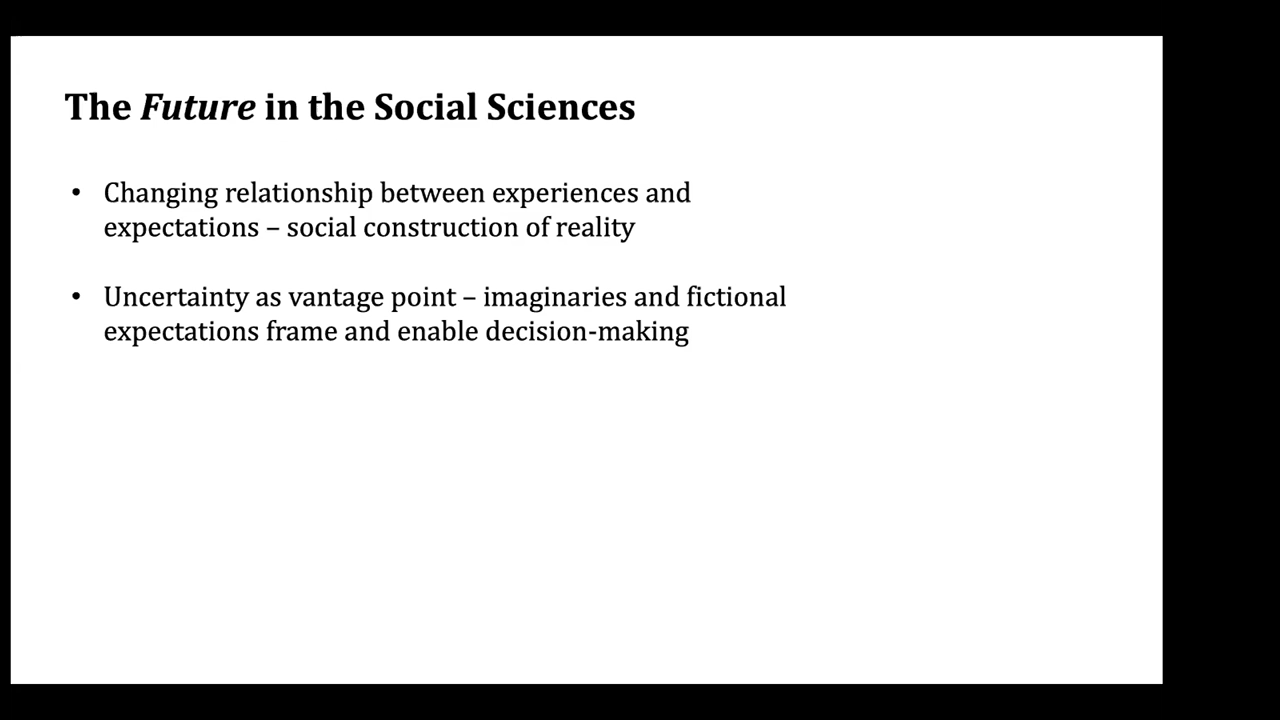 The Future in the Social Sciences
• Changing relationship between experiences and
expectations – social construction of reality
• Uncertainty as vantage point – imaginaries and fictional
expectations frame and enable decision-making